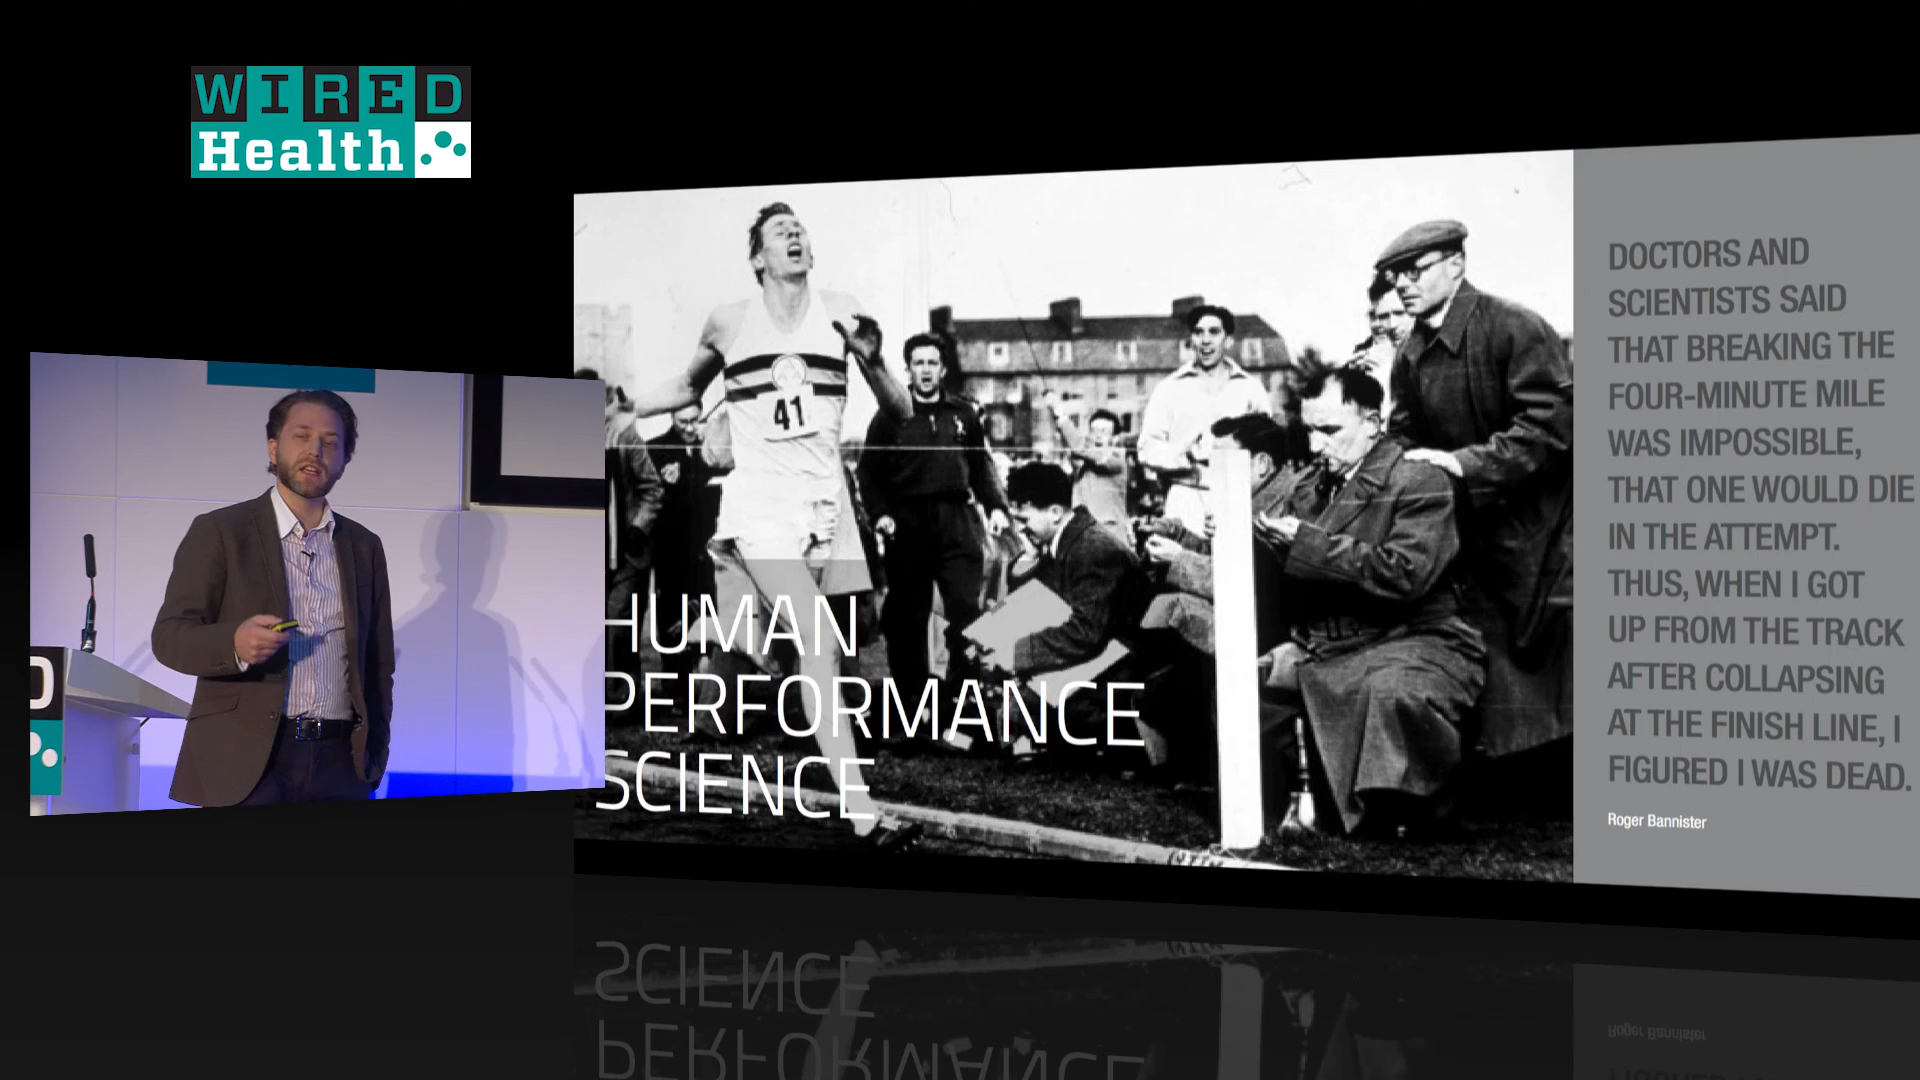 WIRED
Health
DOCTORS AND
SCIENTISTS SAID
THAT BREAKING THE
FOUR-MINUTE MILE
WAS IMPOSSIBLE,
THAT ONE WOULD DIE
IN THE ATTEMPT.
THUS, WHEN I GOT
UP FROM THE TRACK
AFTER COLLAPSING
AT THE FINISH LINE, I
FIGURED I WAS DEAD.
Roger Bannister
41
HUMAN
PERFORMANCE
SCIENCE
D